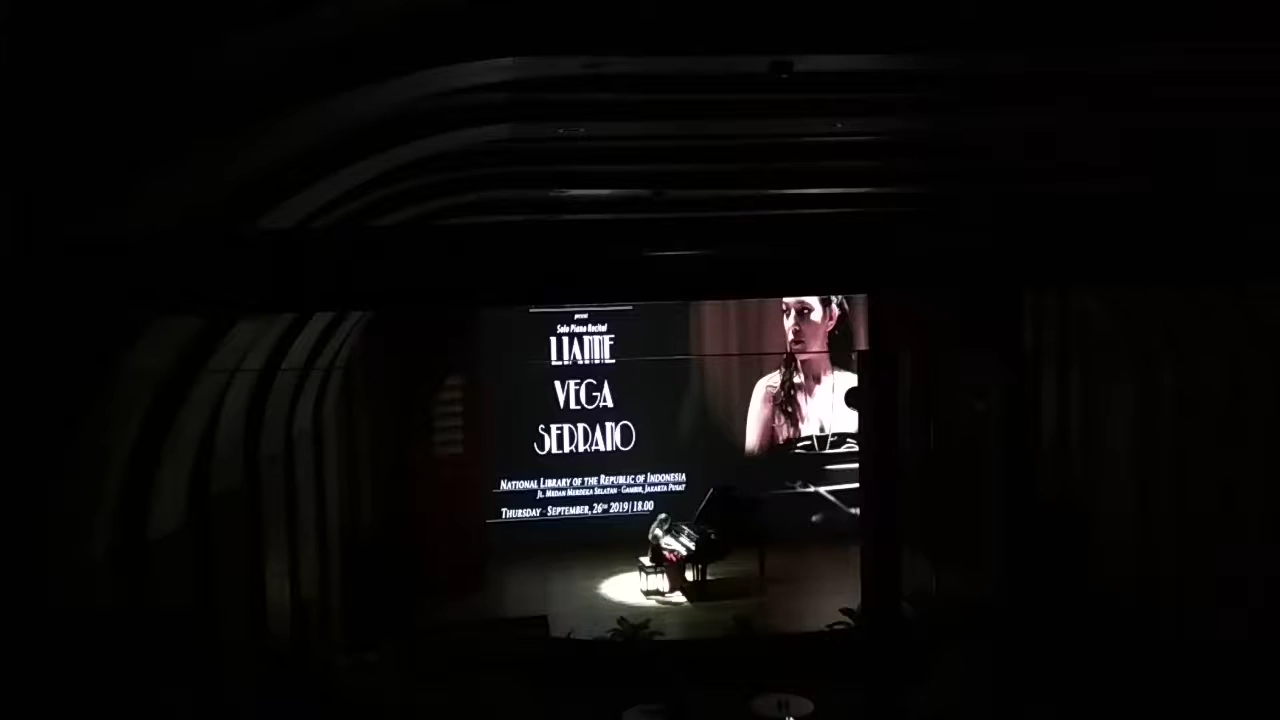 present
Solo Piano Recital
LIANNE
VEGA
SERRANO
NATIONAL LIBRARY OF THE REPUBLIC OF INDONESIA
JL. MEDAN MERDEKA SELATAN - GAMBIR, JAKARTA PUSAT
THURSDAY - SEPTEMBER, 26TH 2019 | 18.00